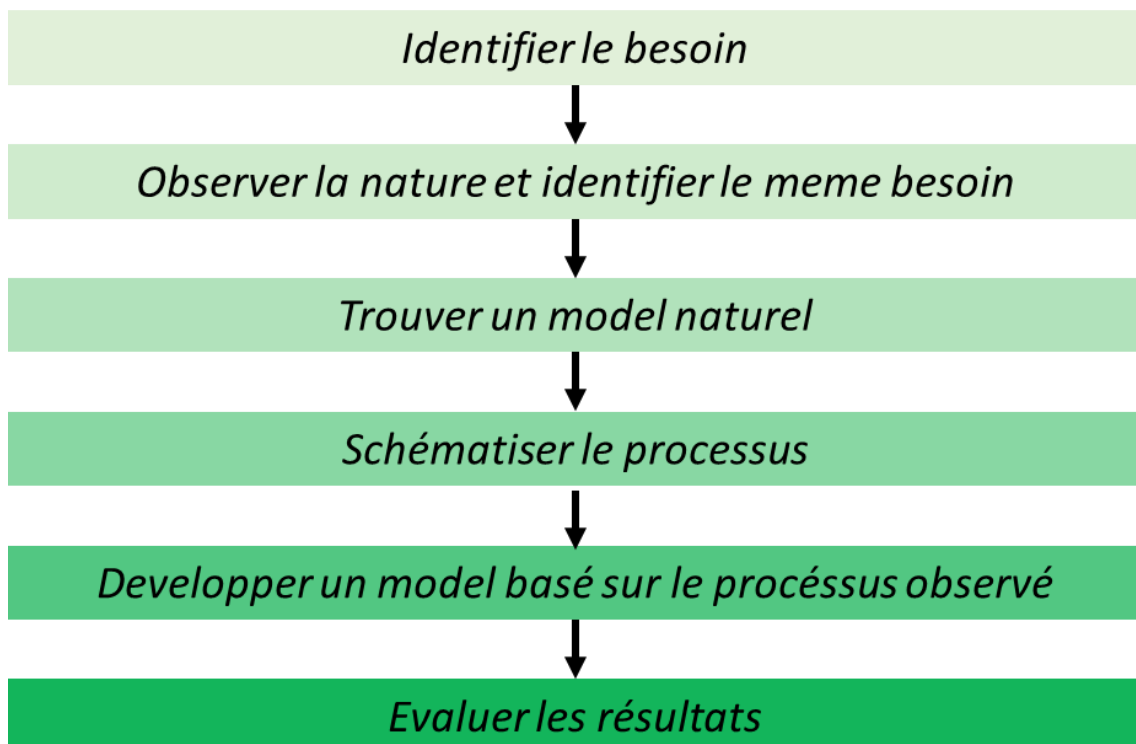 Identifier le besoin
Observer la nature et identifier le meme besoin
Trouver un model naturel
Schématiser le processus
Developper un model basé sur le procéssus observé
Evaluer les résultats